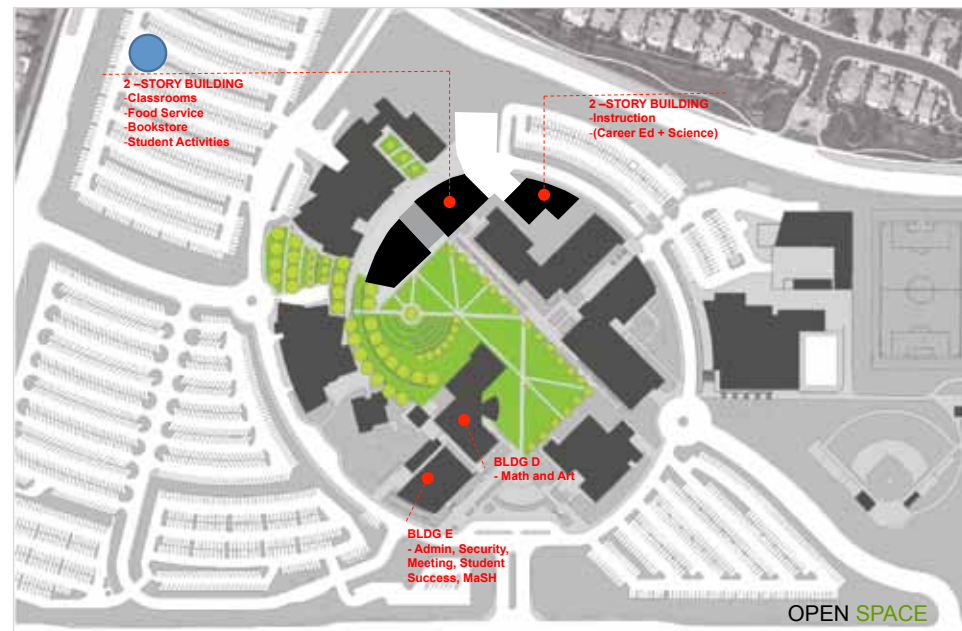 2 –STORY BUILDING
-Classrooms
-Food Service
-Bookstore
-Student Activities
2 –STORY BUILDING
-Instruction
-(Career Ed + Science)
BLDG D
- Math and Art
BLDG E
- Admin, Security,
Meeting, Student
Success, MaSH
OPEN SPACE